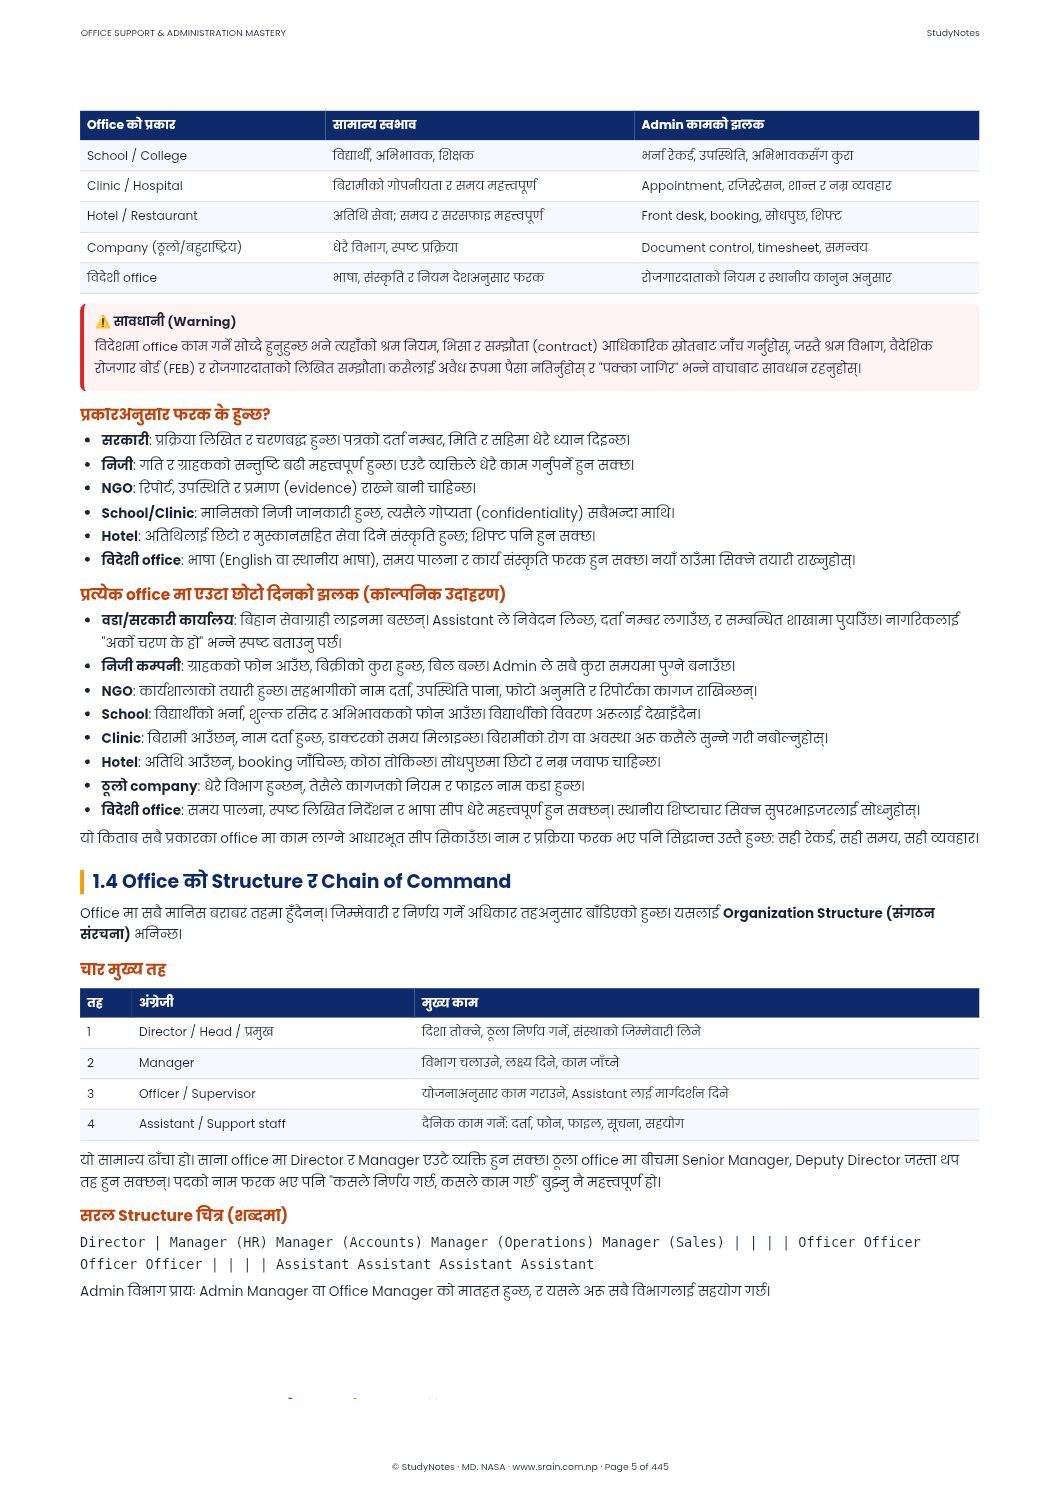 OFFICE SUPPORT & ADMINISTRATION MASTERY StudyNotes
Office को प्रकार सामान्य स्वभाव Admin कामको झलक
School / College विद्यार्थी, अभिभावक, शिक्षक भर्ना रेकर्ड, उपस्थिति, अभिभावकसँग कुरा
Clinic / Hospital बिरामीको गोपनीयता र समय महत्त्वपूर्ण Appointment, रजिस्ट्रेसन, शान्त र नम्र व्यवहार
Hotel / Restaurant अतिथि सेवा; समय र सरसफाइ महत्त्वपूर्ण Front desk, booking, सोधपुछ, शिफ्ट
Company (ठूलो/बहुराष्ट्रिय) धेरै विभाग, स्पष्ट प्रक्रिया Document control, timesheet, समन्वय
विदेशी office भाषा, संस्कृति र नियम देशअनुसार फरक रोजगारदाताको नियम र स्थानीय कानुन अनुसार
⚠️ सावधानी (Warning)
विदेशमा office काम गर्ने सोच्दै हुनुहुन्छ भने त्यहाँको श्रम नियम, भिसा र सम्झौता (contract) आधिकारिक स्रोतबाट जाँच गर्नुहोस्, जस्तै श्रम विभाग, वैदेशिक
रोजगार बोर्ड (FEB) र रोजगारदाताको लिखित सम्झौता। कसैलाई अवैध रूपमा पैसा नतिर्नुहोस् र "पक्का जागिर" भन्ने वाचाबाट सावधान रहनुहोस्।
प्रकारअनुसार फरक के हुन्छ?
• सरकारी: प्रक्रिया लिखित र चरणबद्ध हुन्छ। पत्रको दर्ता नम्बर, मिति र सहिमा धेरै ध्यान दिइन्छ।
• निजी: गति र ग्राहकको सन्तुष्टि बढी महत्त्वपूर्ण हुन्छ। एउटै व्यक्तिले धेरै काम गर्नुपर्ने हुन सक्छ।
• NGO: रिपोर्ट, उपस्थिति र प्रमाण (evidence) राख्ने बानी चाहिन्छ।
• School/Clinic: मानिसको निजी जानकारी हुन्छ, त्यसैले गोप्यता (confidentiality) सबैभन्दा माथि।
• Hotel: अतिथिलाई छिटो र मुस्कानसहित सेवा दिने संस्कृति हुन्छ; शिफ्ट पनि हुन सक्छ।
• विदेशी office: भाषा (English वा स्थानीय भाषा), समय पालना र कार्य संस्कृति फरक हुन सक्छ। नयाँ ठाउँमा सिक्ने तयारी राख्नुहोस्।
प्रत्येक office मा एउटा छोटो दिनको झलक (काल्पनिक उदाहरण)
• वडा/सरकारी कार्यालय: बिहान सेवाग्राही लाइनमा बस्छन्। Assistant ले निवेदन लिन्छ, दर्ता नम्बर लगाउँछ, र सम्बन्धित शाखामा पुर्याउँछ। नागरिकलाई
"अर्को चरण के हो" भन्ने स्पष्ट बताउनु पर्छ।
• निजी कम्पनी: ग्राहकको फोन आउँछ, बिक्रीको कुरा हुन्छ, बिल बन्छ। Admin ले सबै कुरा समयमा पुग्ने बनाउँछ।
• NGO: कार्यशालाको तयारी हुन्छ। सहभागीको नाम दर्ता, उपस्थिति पाना, फोटो अनुमति र रिपोर्टका कागज राखिन्छन्।
• School: विद्यार्थीको भर्ना, शुल्क रसिद र अभिभावकको फोन आउँछ। विद्यार्थीको विवरण अरूलाई देखाइँदैन।
• Clinic: बिरामी आउँछन्, नाम दर्ता हुन्छ, डाक्टरको समय मिलाइन्छ। बिरामीको रोग वा अवस्था अरू कसैले सुन्ने गरी नबोल्नुहोस्।
• Hotel: अतिथि आउँछन्, booking जाँचिन्छ, कोठा तोकिन्छ। सोधपुछमा छिटो र नम्र जवाफ चाहिन्छ।
• ठूलो company: धेरै विभाग हुन्छन्, तेसैले कागजको नियम र फाइल नाम कडा हुन्छ।
• विदेशी office: समय पालना, स्पष्ट लिखित निर्देशन र भाषा सीप धेरै महत्त्वपूर्ण हुन सक्छन्। स्थानीय शिष्टाचार सिक्न सुपरभाइजरलाई सोध्नुहोस्।
यो किताब सबै प्रकारका office मा काम लाग्ने आधारभूत सीप सिकाउँछ। नाम र प्रक्रिया फरक भए पनि सिद्धान्त उस्तै हुन्छ: सही रेकर्ड, सही समय, सही व्यवहार।
1.4 Office को Structure र Chain of Command
Office मा सबै मानिस बराबर तहमा हुँदैनन्। जिम्मेवारी र निर्णय गर्ने अधिकार तहअनुसार बाँडिएको हुन्छ। यसलाई Organization Structure (संगठन
संरचना) भनिन्छ।
चार मुख्य तह
तह अंग्रेजी मुख्य काम
1 Director / Head / प्रमुख दिशा तोक्ने, ठूला निर्णय गर्ने, संस्थाको जिम्मेवारी लिने
2 Manager विभाग चलाउने, लक्ष्य दिने, काम जाँच्ने
3 Officer / Supervisor योजनाअनुसार काम गराउने, Assistant लाई मार्गदर्शन दिने
4 Assistant / Support staff दैनिक काम गर्ने: दर्ता, फोन, फाइल, सूचना, सहयोग
यो सामान्य ढाँचा हो। साना office मा Director र Manager एउटै व्यक्ति हुन सक्छ। ठूला office मा बीचमा Senior Manager, Deputy Director जस्ता थप
तह हुन सक्छन्। पदको नाम फरक भए पनि "कसले निर्णय गर्छ, कसले काम गर्छ" बुझ्नु नै महत्त्वपूर्ण हो।
सरल Structure चित्र (शब्दमा)
Director | Manager (HR) Manager (Accounts) Manager (Operations) Manager (Sales) | | | | Officer Officer
Officer Officer | | | | Assistant Assistant Assistant Assistant
Admin विभाग प्रायः Admin Manager वा Office Manager को मातहत हुन्छ, र यसले अरू सबै विभागलाई सहयोग गर्छ।
© StudyNotes · MD. NASA · www.srain.com.np · Page 5 of 445